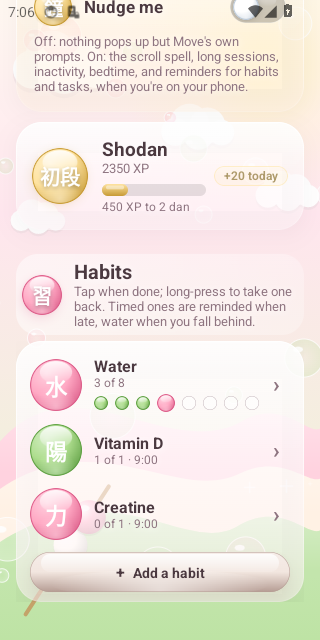 7:06
Nudge me
Off: nothing pops up but Move's own
prompts. On: the scroll spell, long sessions,
inactivity, bedtime, and reminders for habits
and tasks, when you're on your phone.
初段
Shodan
2350 XP
+20 today
450 XP to 2 dan
習
Habits
Tap when done; long-press to take one
back. Timed ones are reminded when
late, water when you fall behind.
水
Water
3 of 8
›
陽
Vitamin D
1 of 1 · 9:00
›
力
Creatine
0 of 1 · 9:00
›
+ Add a habit